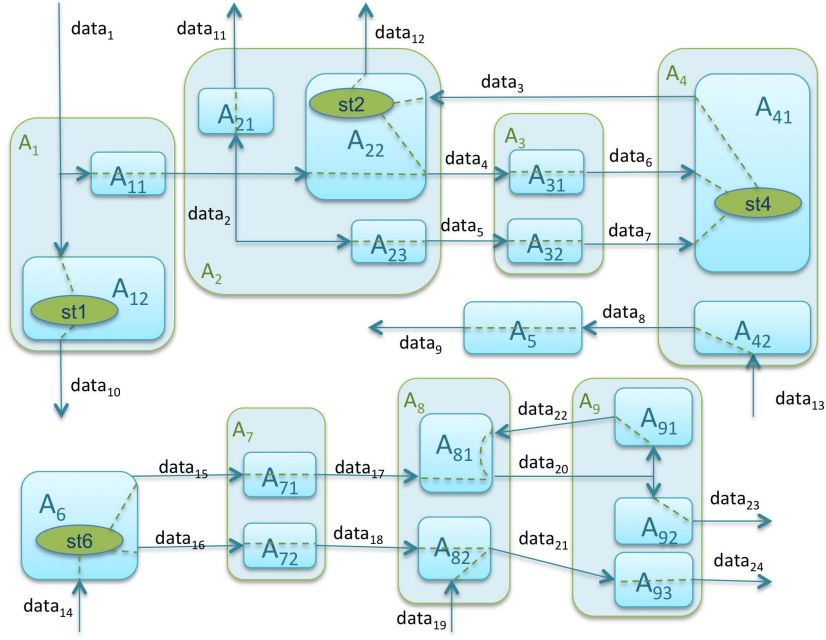 data₁
data₁₁
data₁₂
A₁
A₁₁
A₂₁
st2
A₂₂
data₃
A₄
A₄₁
A₃
data₄
A₃₁
data₆
st4
data₂
A₂₃
data₅
A₃₂
data₇
A₂
A₁₂
st1
data₁₀
data₉
A₅
data₈
A₄₂
data₁₃
A₇
A₈
data₂₂
A₉
A₉₁
A₆
st6
data₁₅
A₇₁
data₁₇
A₈₁
data₂₀
data₁₆
A₇₂
data₁₈
A₈₂
data₂₁
A₉₂
data₂₃
A₉₃
data₂₄
data₁₄
data₁₉